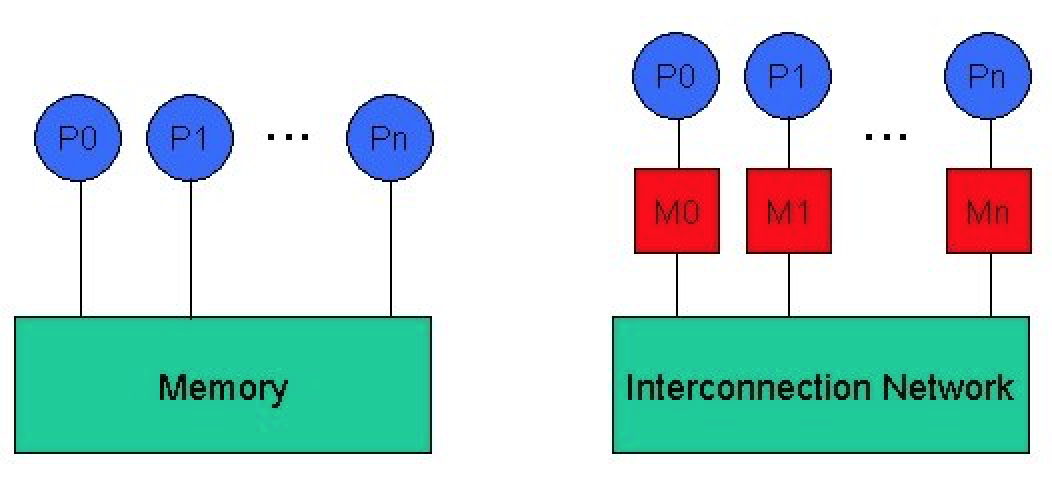 P0 P1 ... Pn
Memory
P0 P1 ... Pn
M0 M1 Mn
Interconnection Network